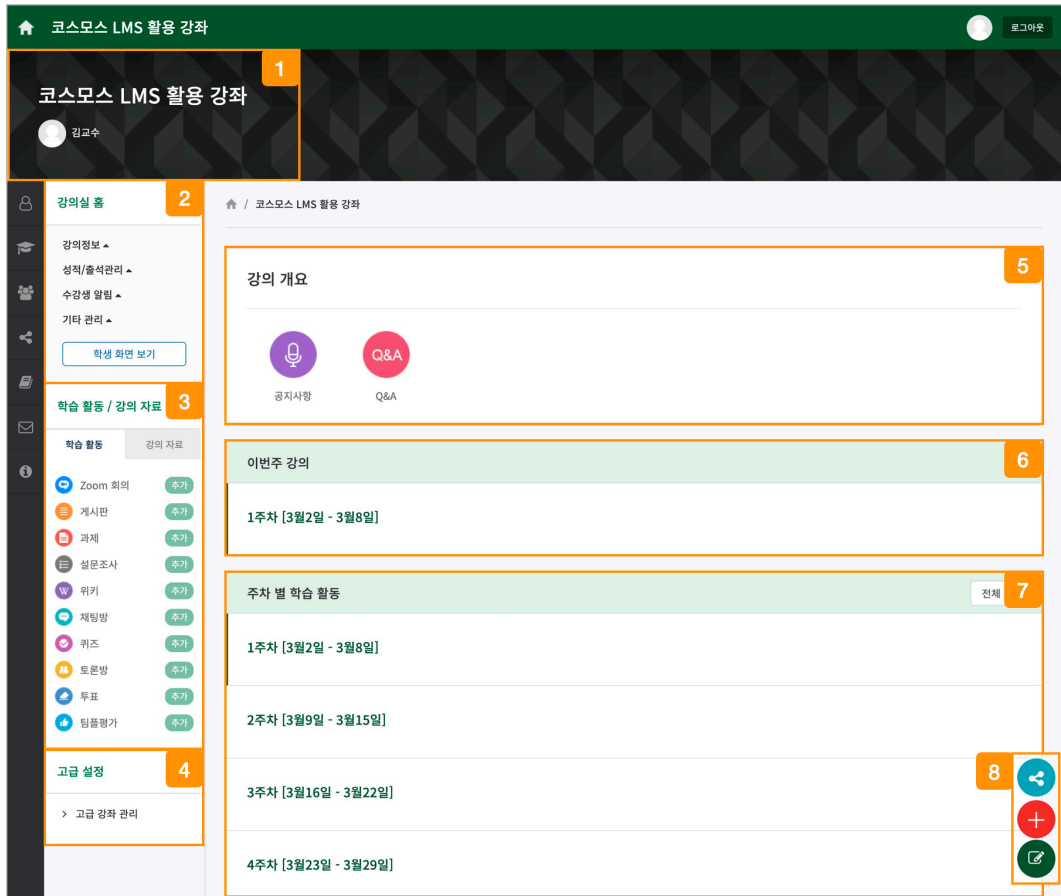 코스모스 LMS 활용 강좌
로그아웃
1
코스모스 LMS 활용 강좌
김교수
강의실 홈
2
강의정보
성적/출석관리
수강생 알림
기타 관리
학생 화면 보기
학습 활동 / 강의 자료
3
학습 활동
강의 자료
Zoom 회의 추가
게시판 추가
과제 추가
설문조사 추가
W 위키 추가
채팅방 추가
퀴즈 추가
토론방 추가
투표 추가
팀플평가 추가
고급 설정
4
> 고급 강좌 관리
/ 코스모스 LMS 활용 강좌
강의 개요
5
Q&A
공지사항
Q&A
이번주 강의
6
1주차 [3월2일 - 3월8일]
주차 별 학습 활동
전체
7
1주차 [3월2일 - 3월8일]
2주차 [3월9일 - 3월15일]
3주차 [3월16일 - 3월22일]
4주차 [3월23일 - 3월29일]
8